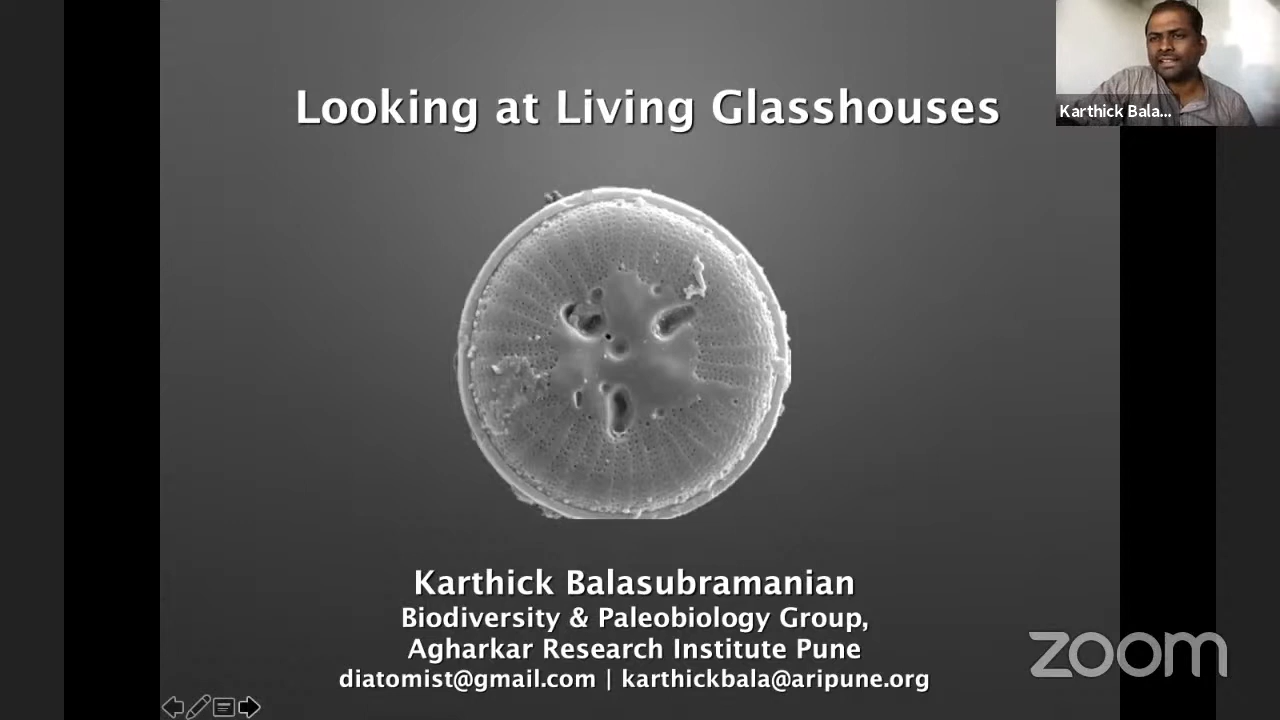 Looking at Living Glasshouses
Karthick Bala...
Karthick Balasubramanian
Biodiversity & Paleobiology Group,
Agharkar Research Institute Pune
diatomist@gmail.com | karthickbala@aripune.org
zoom